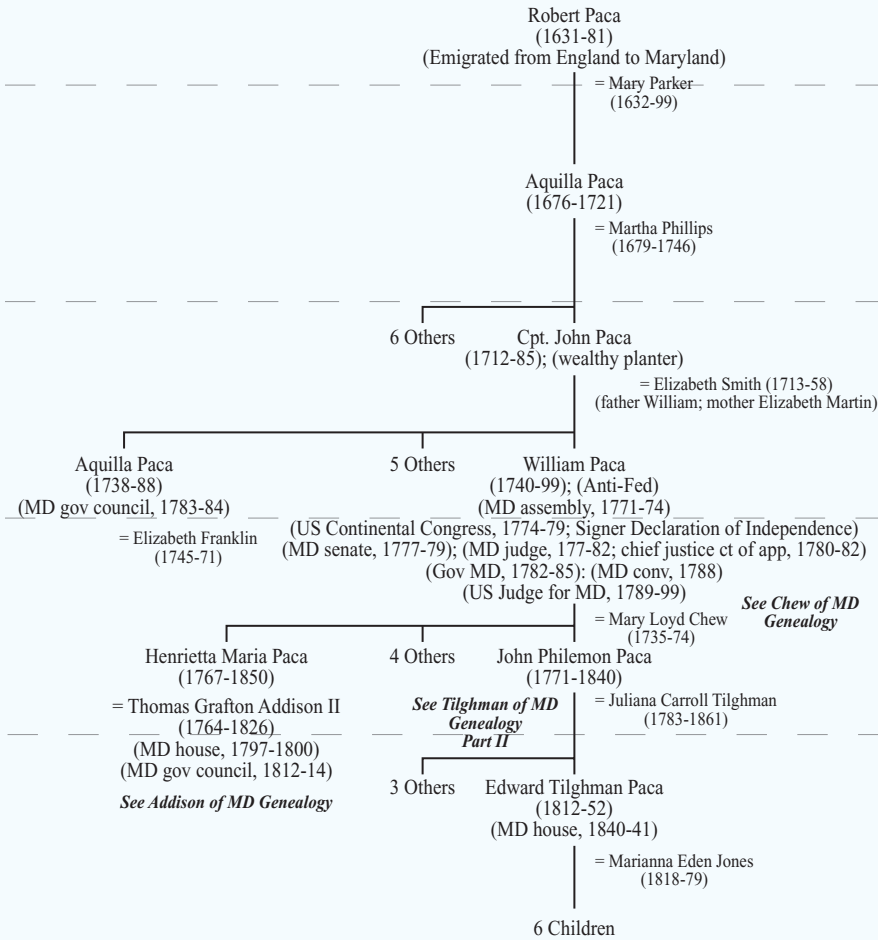 Robert Paca
(1631-81)
(Emigrated from England to Maryland)
= Mary Parker
(1632-99)
Aquilla Paca
(1676-1721)
= Martha Phillips
(1679-1746)
6 Others
Cpt. John Paca
(1712-85); (wealthy planter)
= Elizabeth Smith (1713-58)
(father William; mother Elizabeth Martin)
Aquilla Paca
(1738-88)
(MD gov council, 1783-84)
= Elizabeth Franklin
(1745-71)
5 Others
William Paca
(1740-99); (Anti-Fed)
(MD assembly, 1771-74)
(US Continental Congress, 1774-79; Signer Declaration of Independence)
(MD senate, 1777-79); (MD judge, 177-82; chief justice ct of app, 1780-82)
(Gov MD, 1782-85): (MD conv, 1788)
(US Judge for MD, 1789-99)
= Mary Loyd Chew
(1735-74)
See Chew of MD
Genealogy
Henrietta Maria Paca
(1767-1850)
= Thomas Grafton Addison II
(1764-1826)
(MD house, 1797-1800)
(MD gov council, 1812-14)
See Addison of MD Genealogy
4 Others
John Philemon Paca
(1771-1840)
See Tilghman of MD
Genealogy
Part II
= Juliana Carroll Tilghman
(1783-1861)
3 Others
Edward Tilghman Paca
(1812-52)
(MD house, 1840-41)
= Marianna Eden Jones
(1818-79)
6 Children